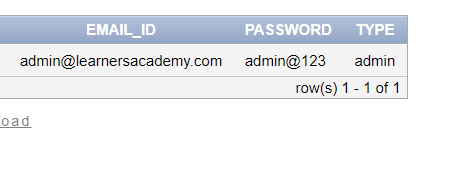 EMAIL_ID PASSWORD TYPE
admin@learnersacademy.com admin@123 admin
row(s) 1 - 1 of 1
oad